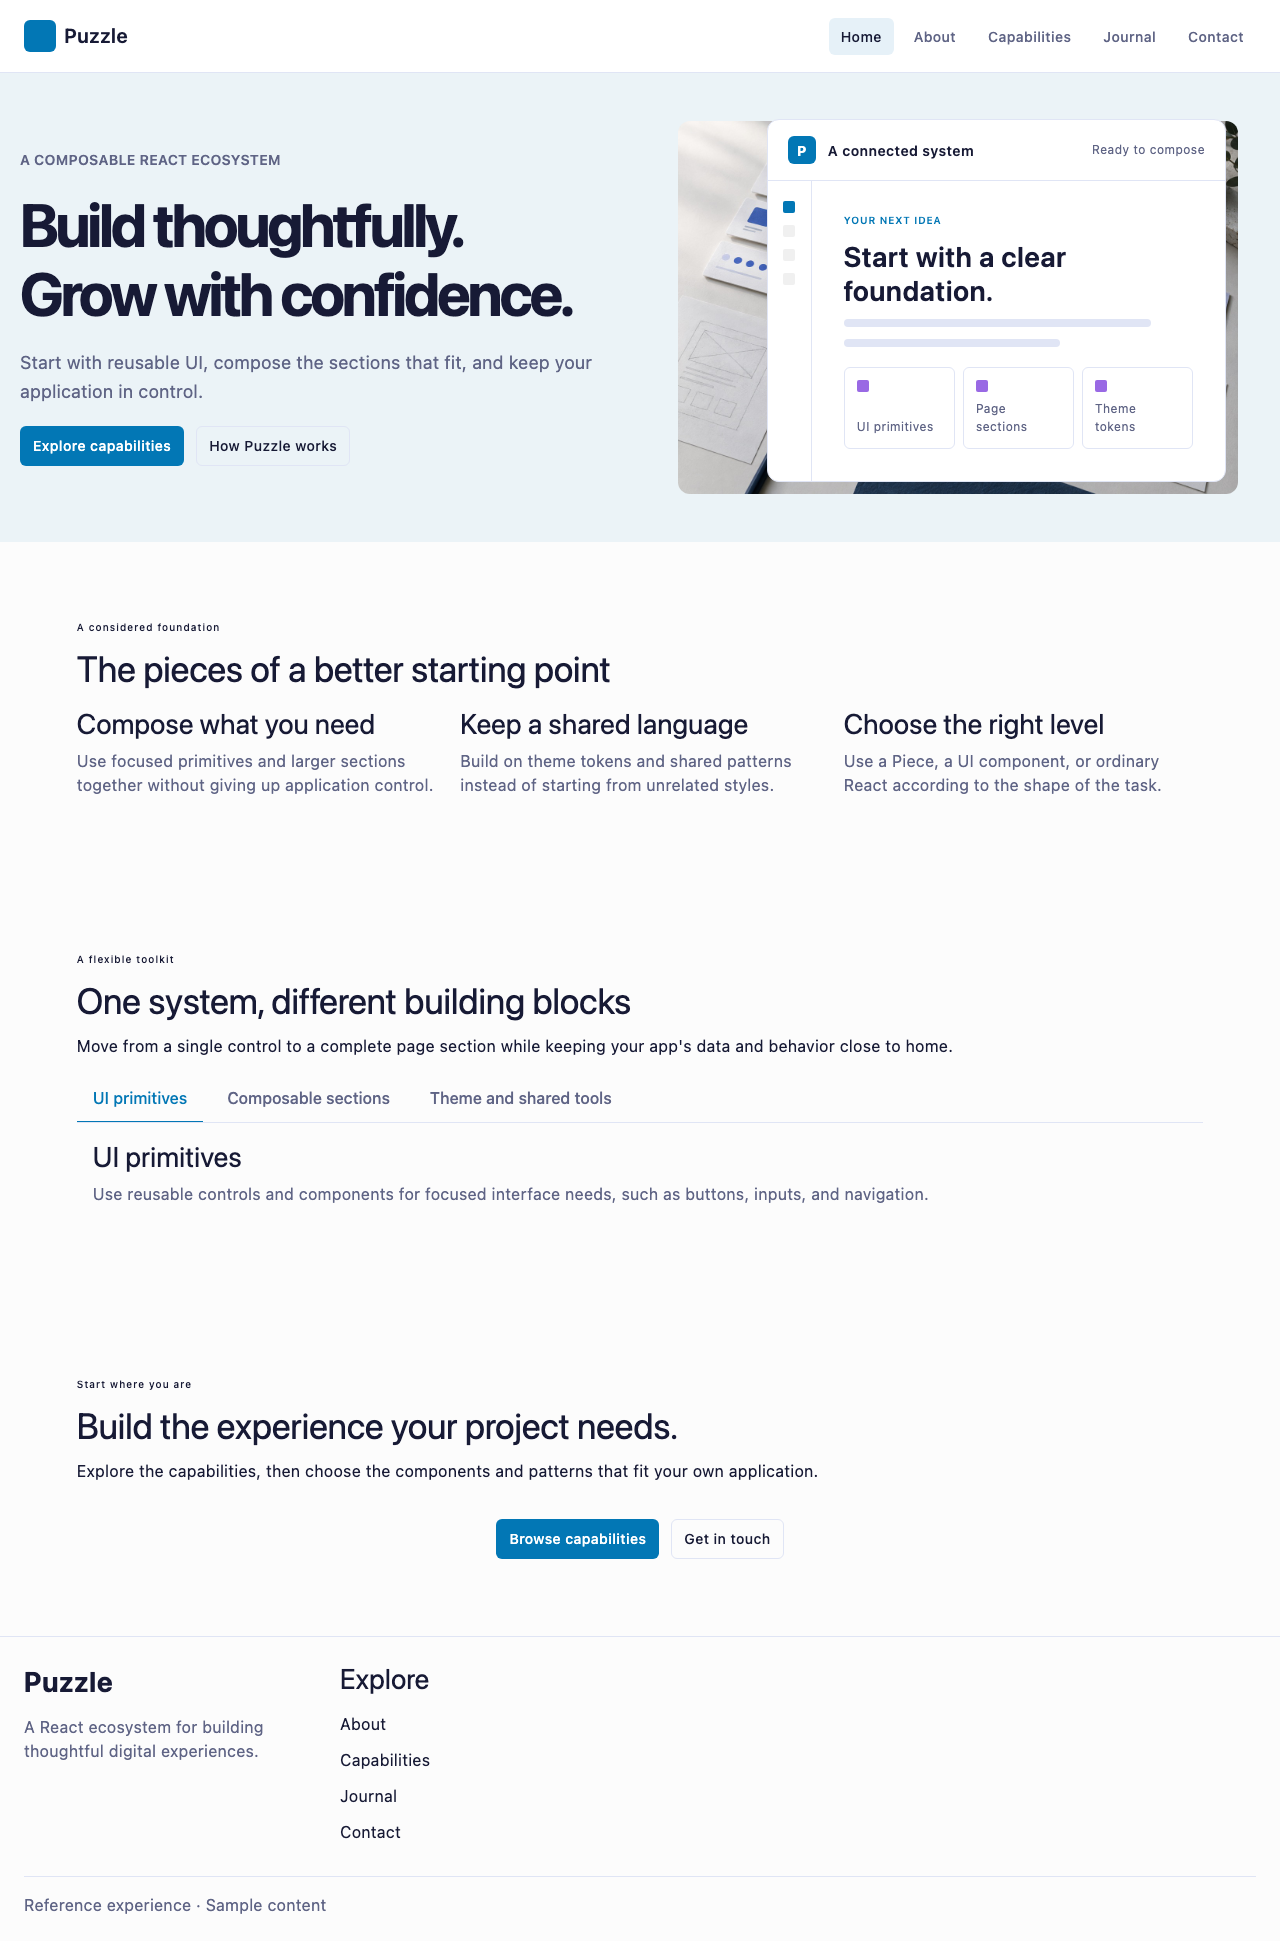 Puzzle
Home
About
Capabilities
Journal
Contact
A COMPOSABLE REACT ECOSYSTEM
Build thoughtfully.
Grow with confidence.
Start with reusable UI, compose the sections that fit, and keep your
application in control.
Explore capabilities
How Puzzle works
P
A connected system
Ready to compose
YOUR NEXT IDEA
Start with a clear
foundation.
UI primitives
Page
sections
Theme
tokens
A considered foundation
The pieces of a better starting point
Compose what you need
Use focused primitives and larger sections
together without giving up application control.
Keep a shared language
Build on theme tokens and shared patterns
instead of starting from unrelated styles.
Choose the right level
Use a Piece, a UI component, or ordinary
React according to the shape of the task.
A flexible toolkit
One system, different building blocks
Move from a single control to a complete page section while keeping your app's data and behavior close to home.
UI primitives
Composable sections
Theme and shared tools
UI primitives
Use reusable controls and components for focused interface needs, such as buttons, inputs, and navigation.
Start where you are
Build the experience your project needs.
Explore the capabilities, then choose the components and patterns that fit your own application.
Browse capabilities
Get in touch
Puzzle
A React ecosystem for building
thoughtful digital experiences.
Explore
About
Capabilities
Journal
Contact
Reference experience · Sample content